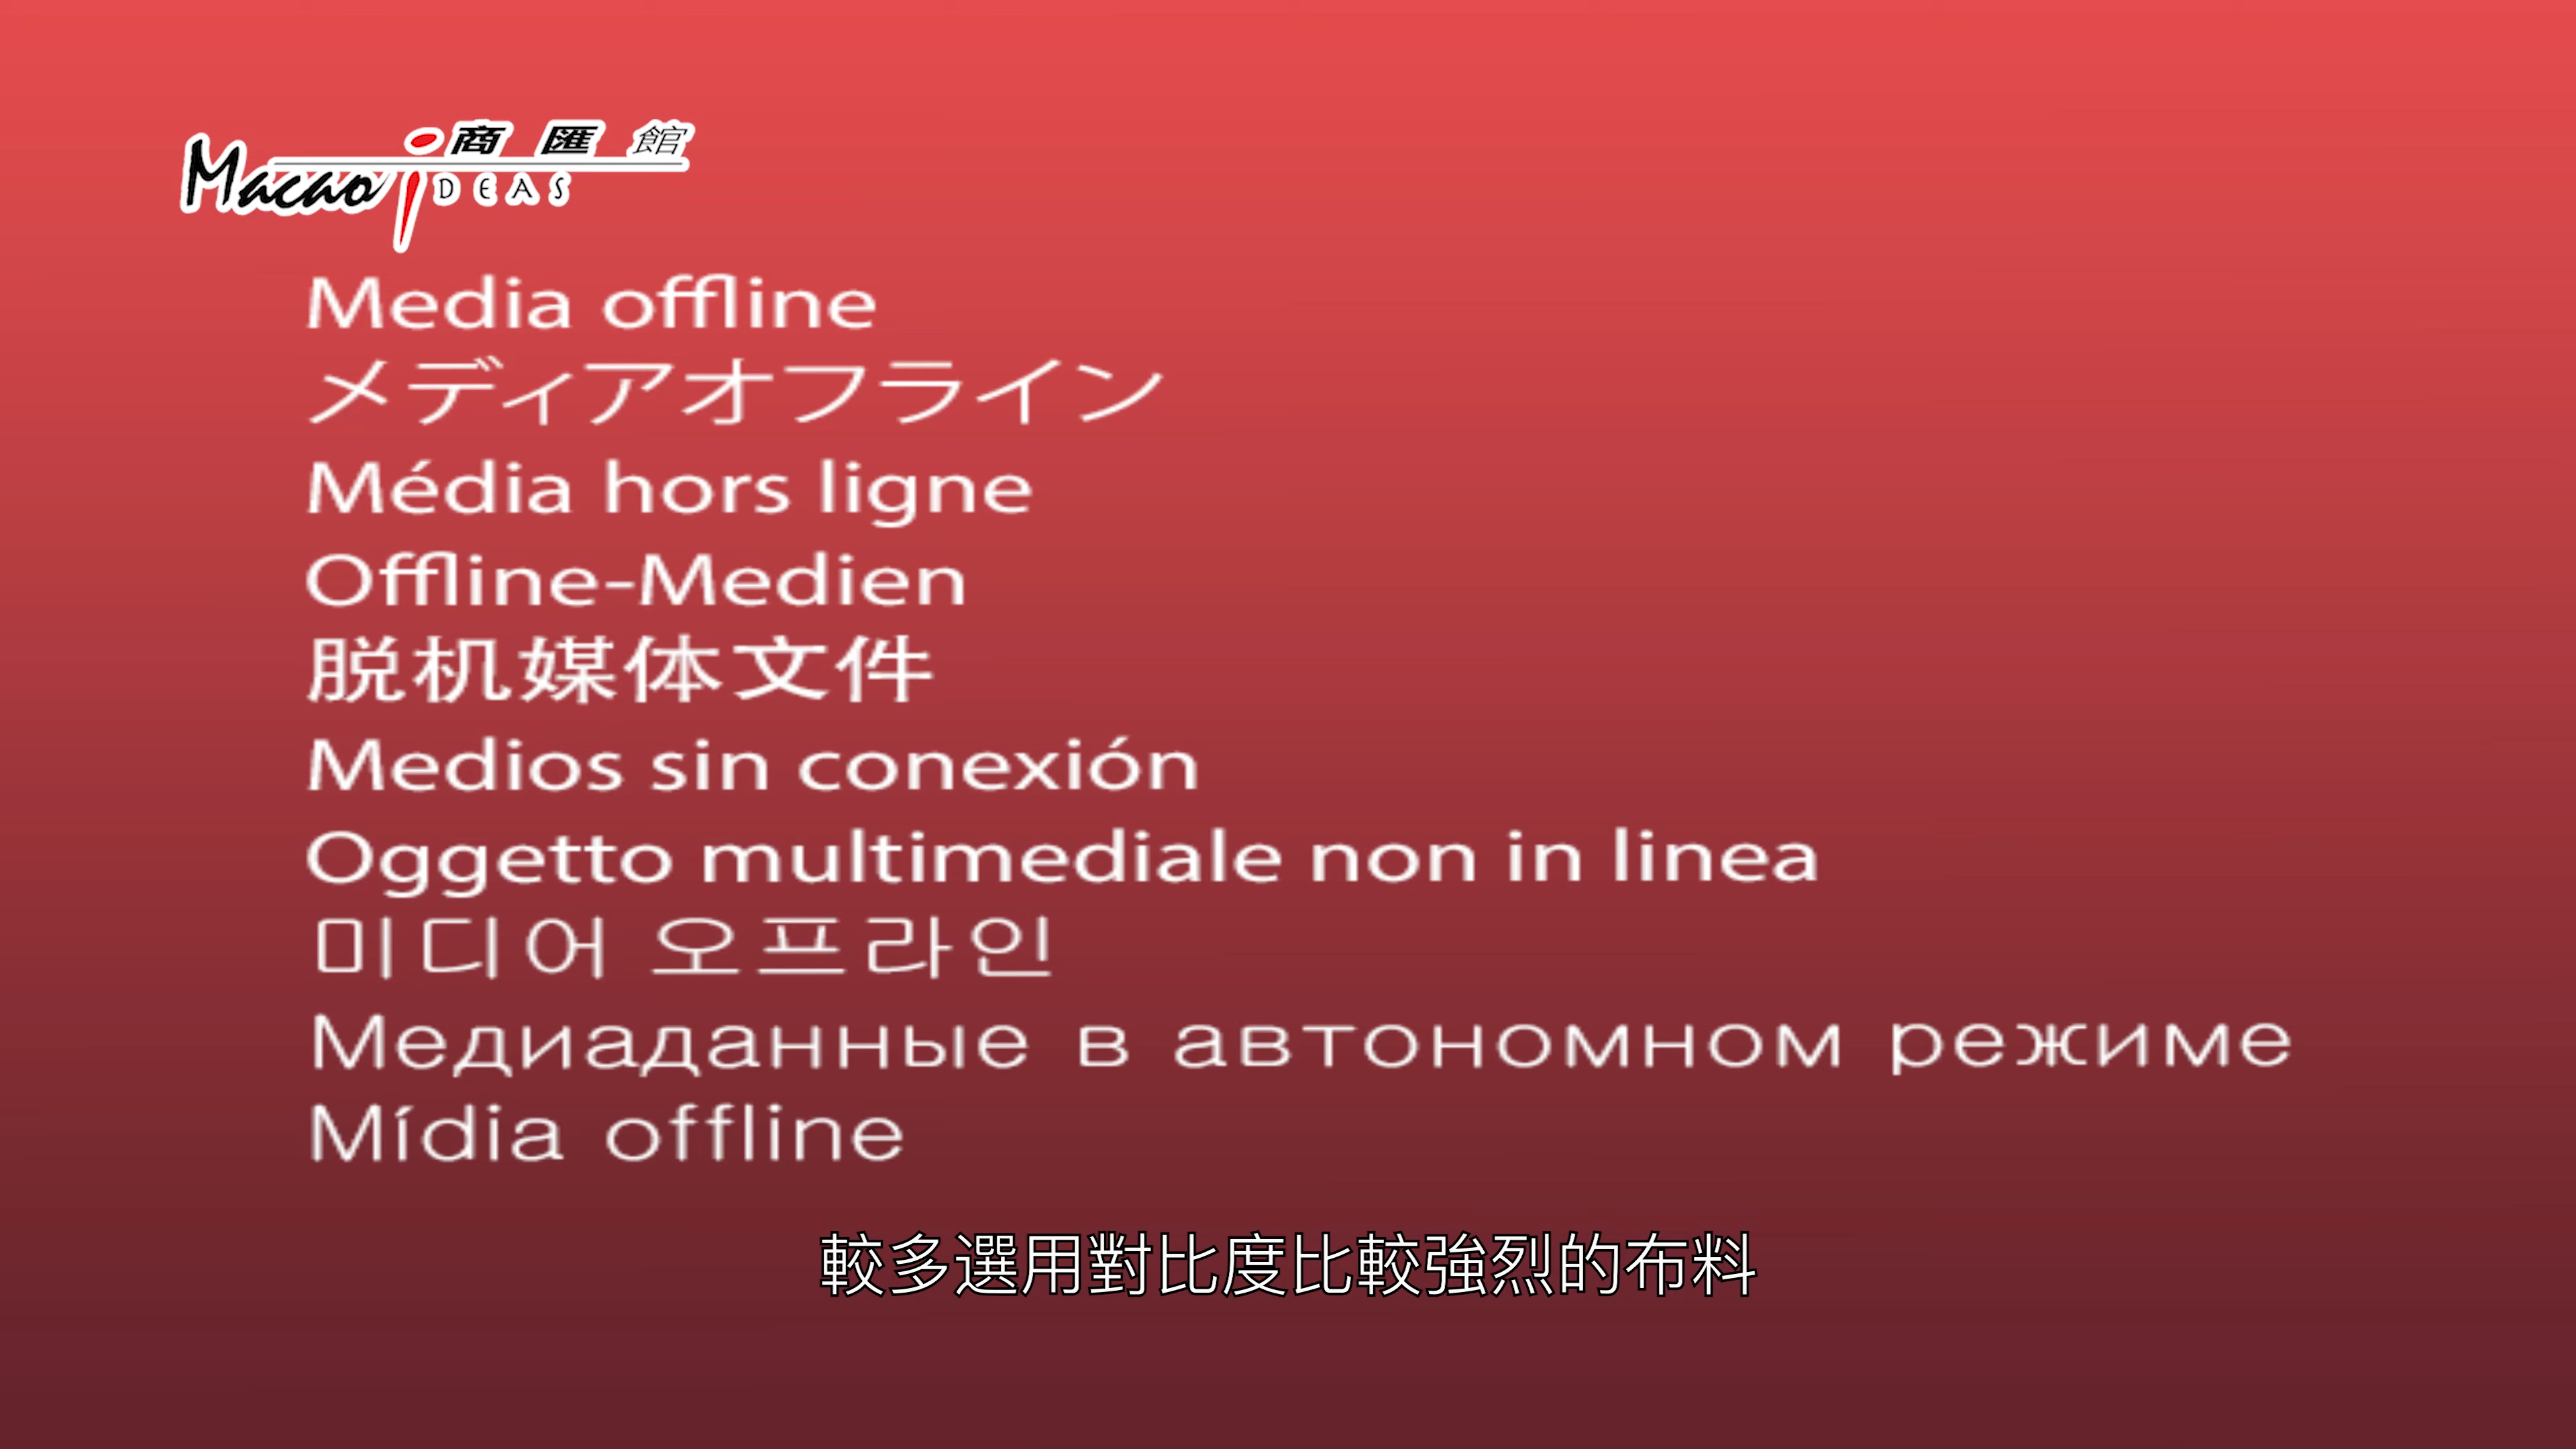 商匯館
Macao iDEAS
Media offline
メディアオフライン
Média hors ligne
Offline-Medien
脱机媒体文件
Medios sin conexión
Oggetto multimediale non in linea
미디어 오프라인
Медиаданные в автономном режиме
Mídia offline
較多選用對比度比較強烈的布料